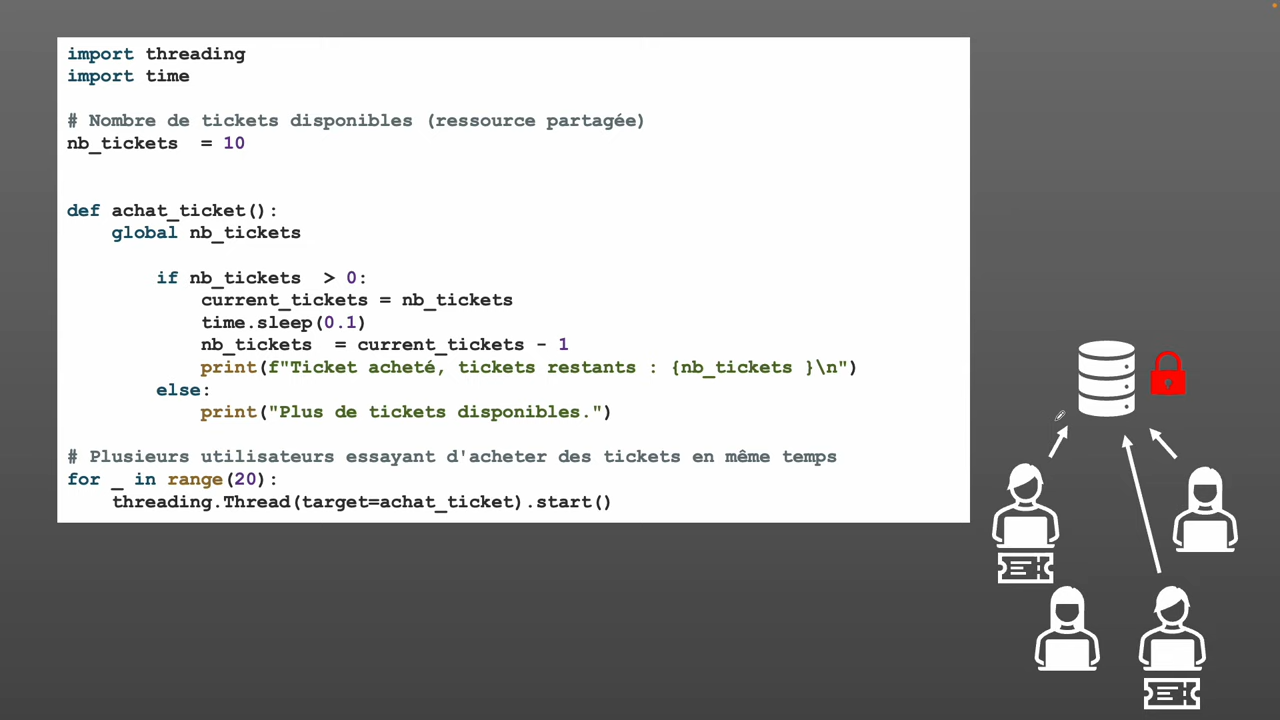 import threading
import time
# Nombre de tickets disponibles (ressource partagée)
nb_tickets  = 10
def achat_ticket():
    global nb_tickets
        if nb_tickets  > 0:
            current_tickets = nb_tickets
            time.sleep(0.1)
            nb_tickets  = current_tickets - 1
            print(f"Ticket acheté, tickets restants : {nb_tickets }\n")
        else:
            print("Plus de tickets disponibles.")
# Plusieurs utilisateurs essayant d'acheter des tickets en même temps
for _ in range(20):
    threading.Thread(target=achat_ticket).start()